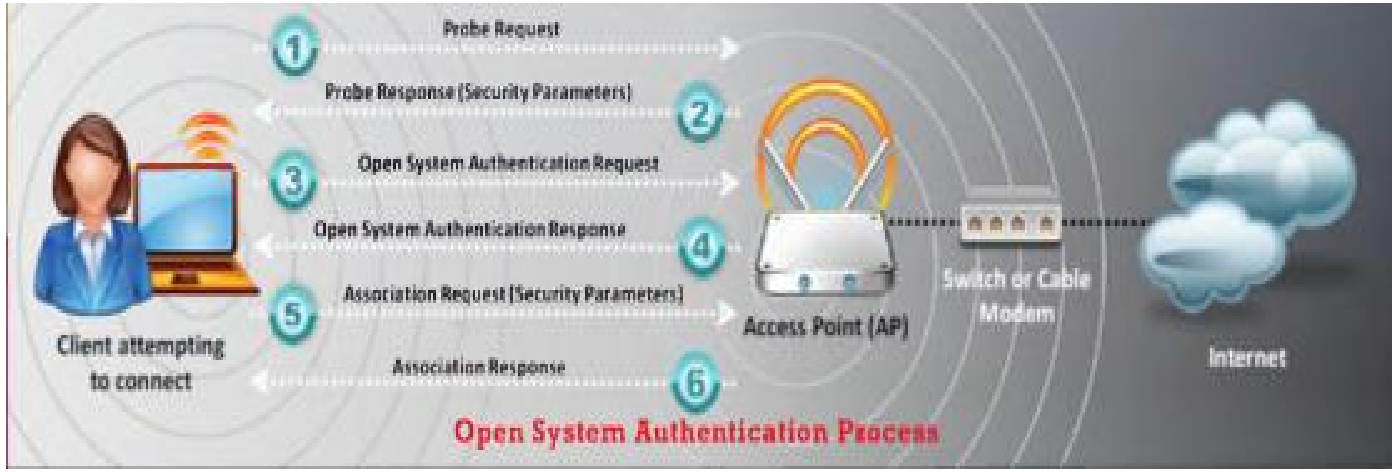 1
Probe Request
Probe Response (Security Parameters)
2
3
Open System Authentication Request
Open System Authentication Response
4
5
Association Request (Security Parameters)
Association Response
6
Client attempting
to connect
Access Point (AP)
Switch or Cable
Modem
Internet
Open System Authentication Process